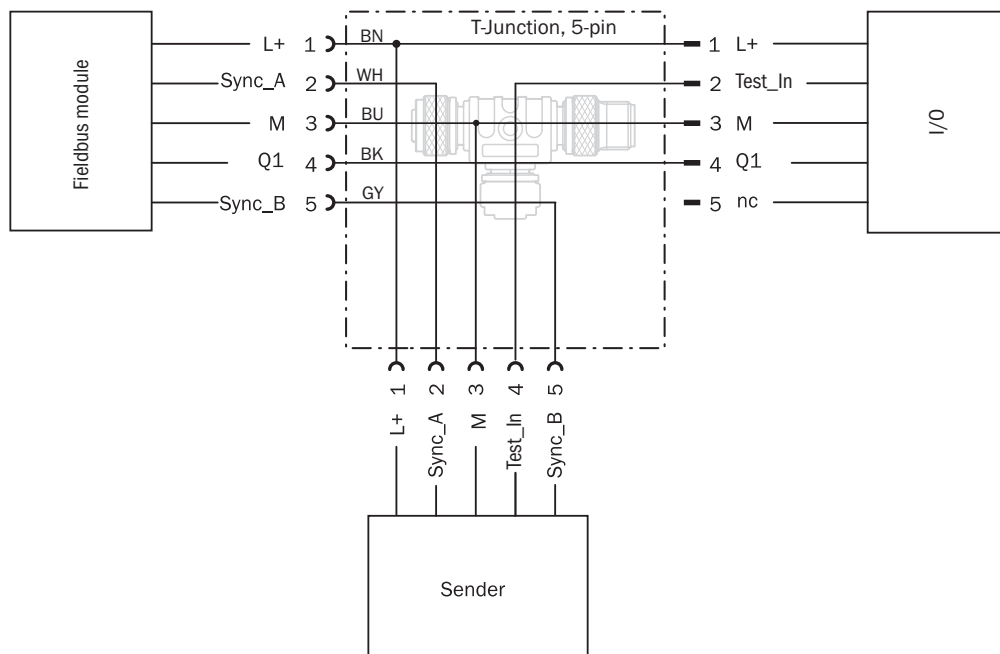 T-Junction, 5-pin
Fieldbus module
L+ 1 BN 1 L+
Sync_A 2 WH 2 Test_In
M 3 BU 3 M
Q1 4 BK 4 Q1
Sync_B 5 GY 5 nc
I/O
1 2 3 4 5
L+ Sync_A M Test_In Sync_B
Sender